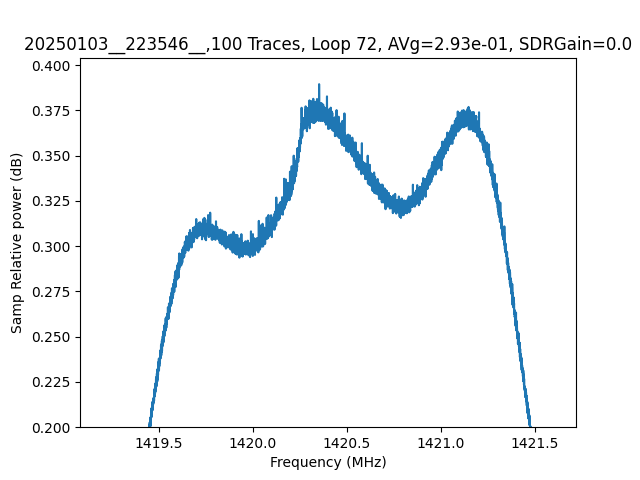 20250103__223546__,100 Traces, Loop 72, AVg=2.93e-01, SDRGain=0.0
0.400
0.375
0.350
0.325
0.300
0.275
0.250
0.225
0.200
Samp Relative power (dB)
1419.5 1420.0 1420.5 1421.0 1421.5
Frequency (MHz)